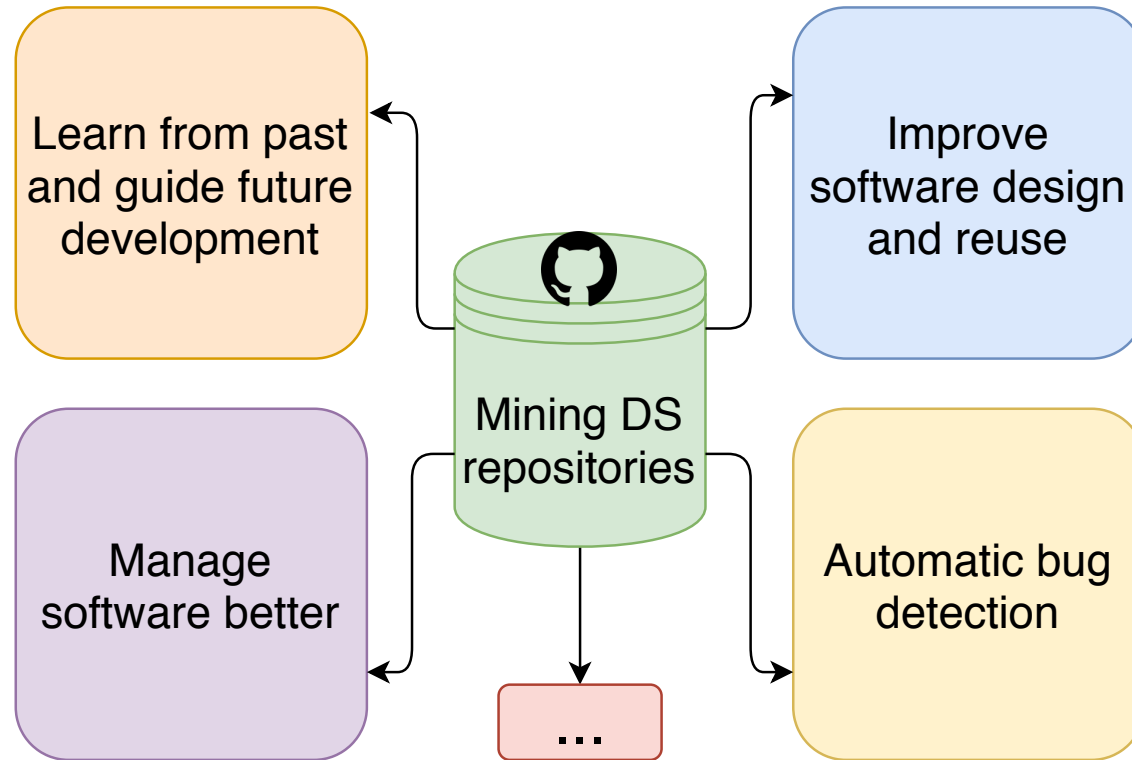 Learn from past
and guide future
development
Improve
software design
and reuse
Mining DS
repositories
Manage
software better
Automatic bug
detection
...